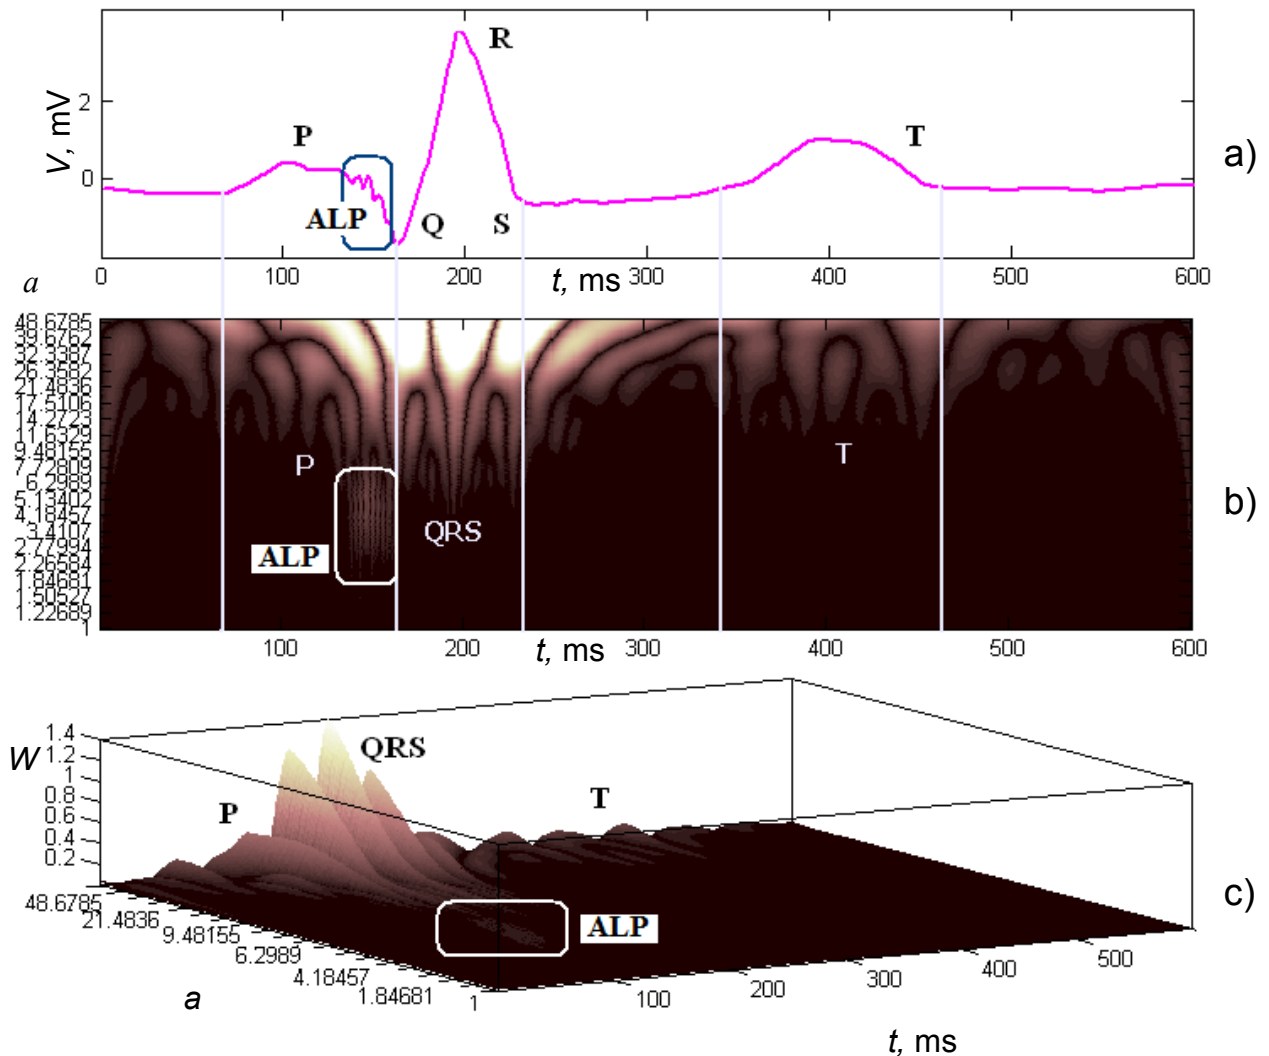 R
2
P
T
V, mV
a)
0
ALP
Q
S
a
0
100
200
300
400
500
600
t, ms
48.6785
39.6762
32.3387
26.3582
21.4836
17.5106
14.2723
11.6329
9.48155
7.72809
6.2989
5.13402
4.18457
3.4107
2.77994
2.26584
1.84681
1.50527
1.22689
1
P
T
QRS
ALP
b)
100
200
300
400
500
600
t, ms
1.4
1.2
1
0.8
0.6
0.4
0.2
W
QRS
P
T
c)
48.6785
21.4836
9.48155
6.2989
4.18457
1.84681
1
ALP
a
100
200
300
400
500
t, ms